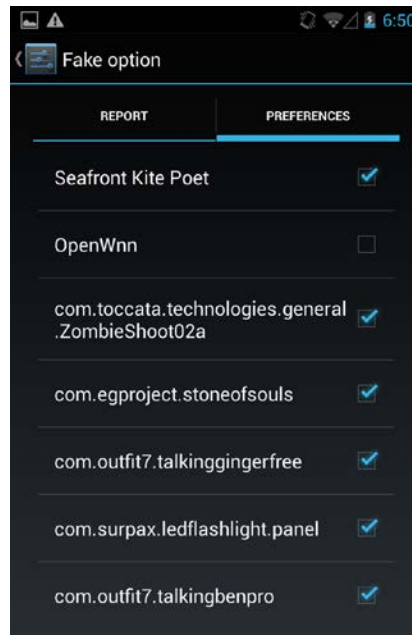 6:50
Fake option
REPORT PREFERENCES
Seafront Kite Poet
OpenWnn
com.toccata.technologies.general
.ZombieShoot02a
com.egproject.stoneofsouls
com.outfit7.talkinggingerfree
com.surpax.ledflashlight.panel
com.outfit7.talkingbenpro